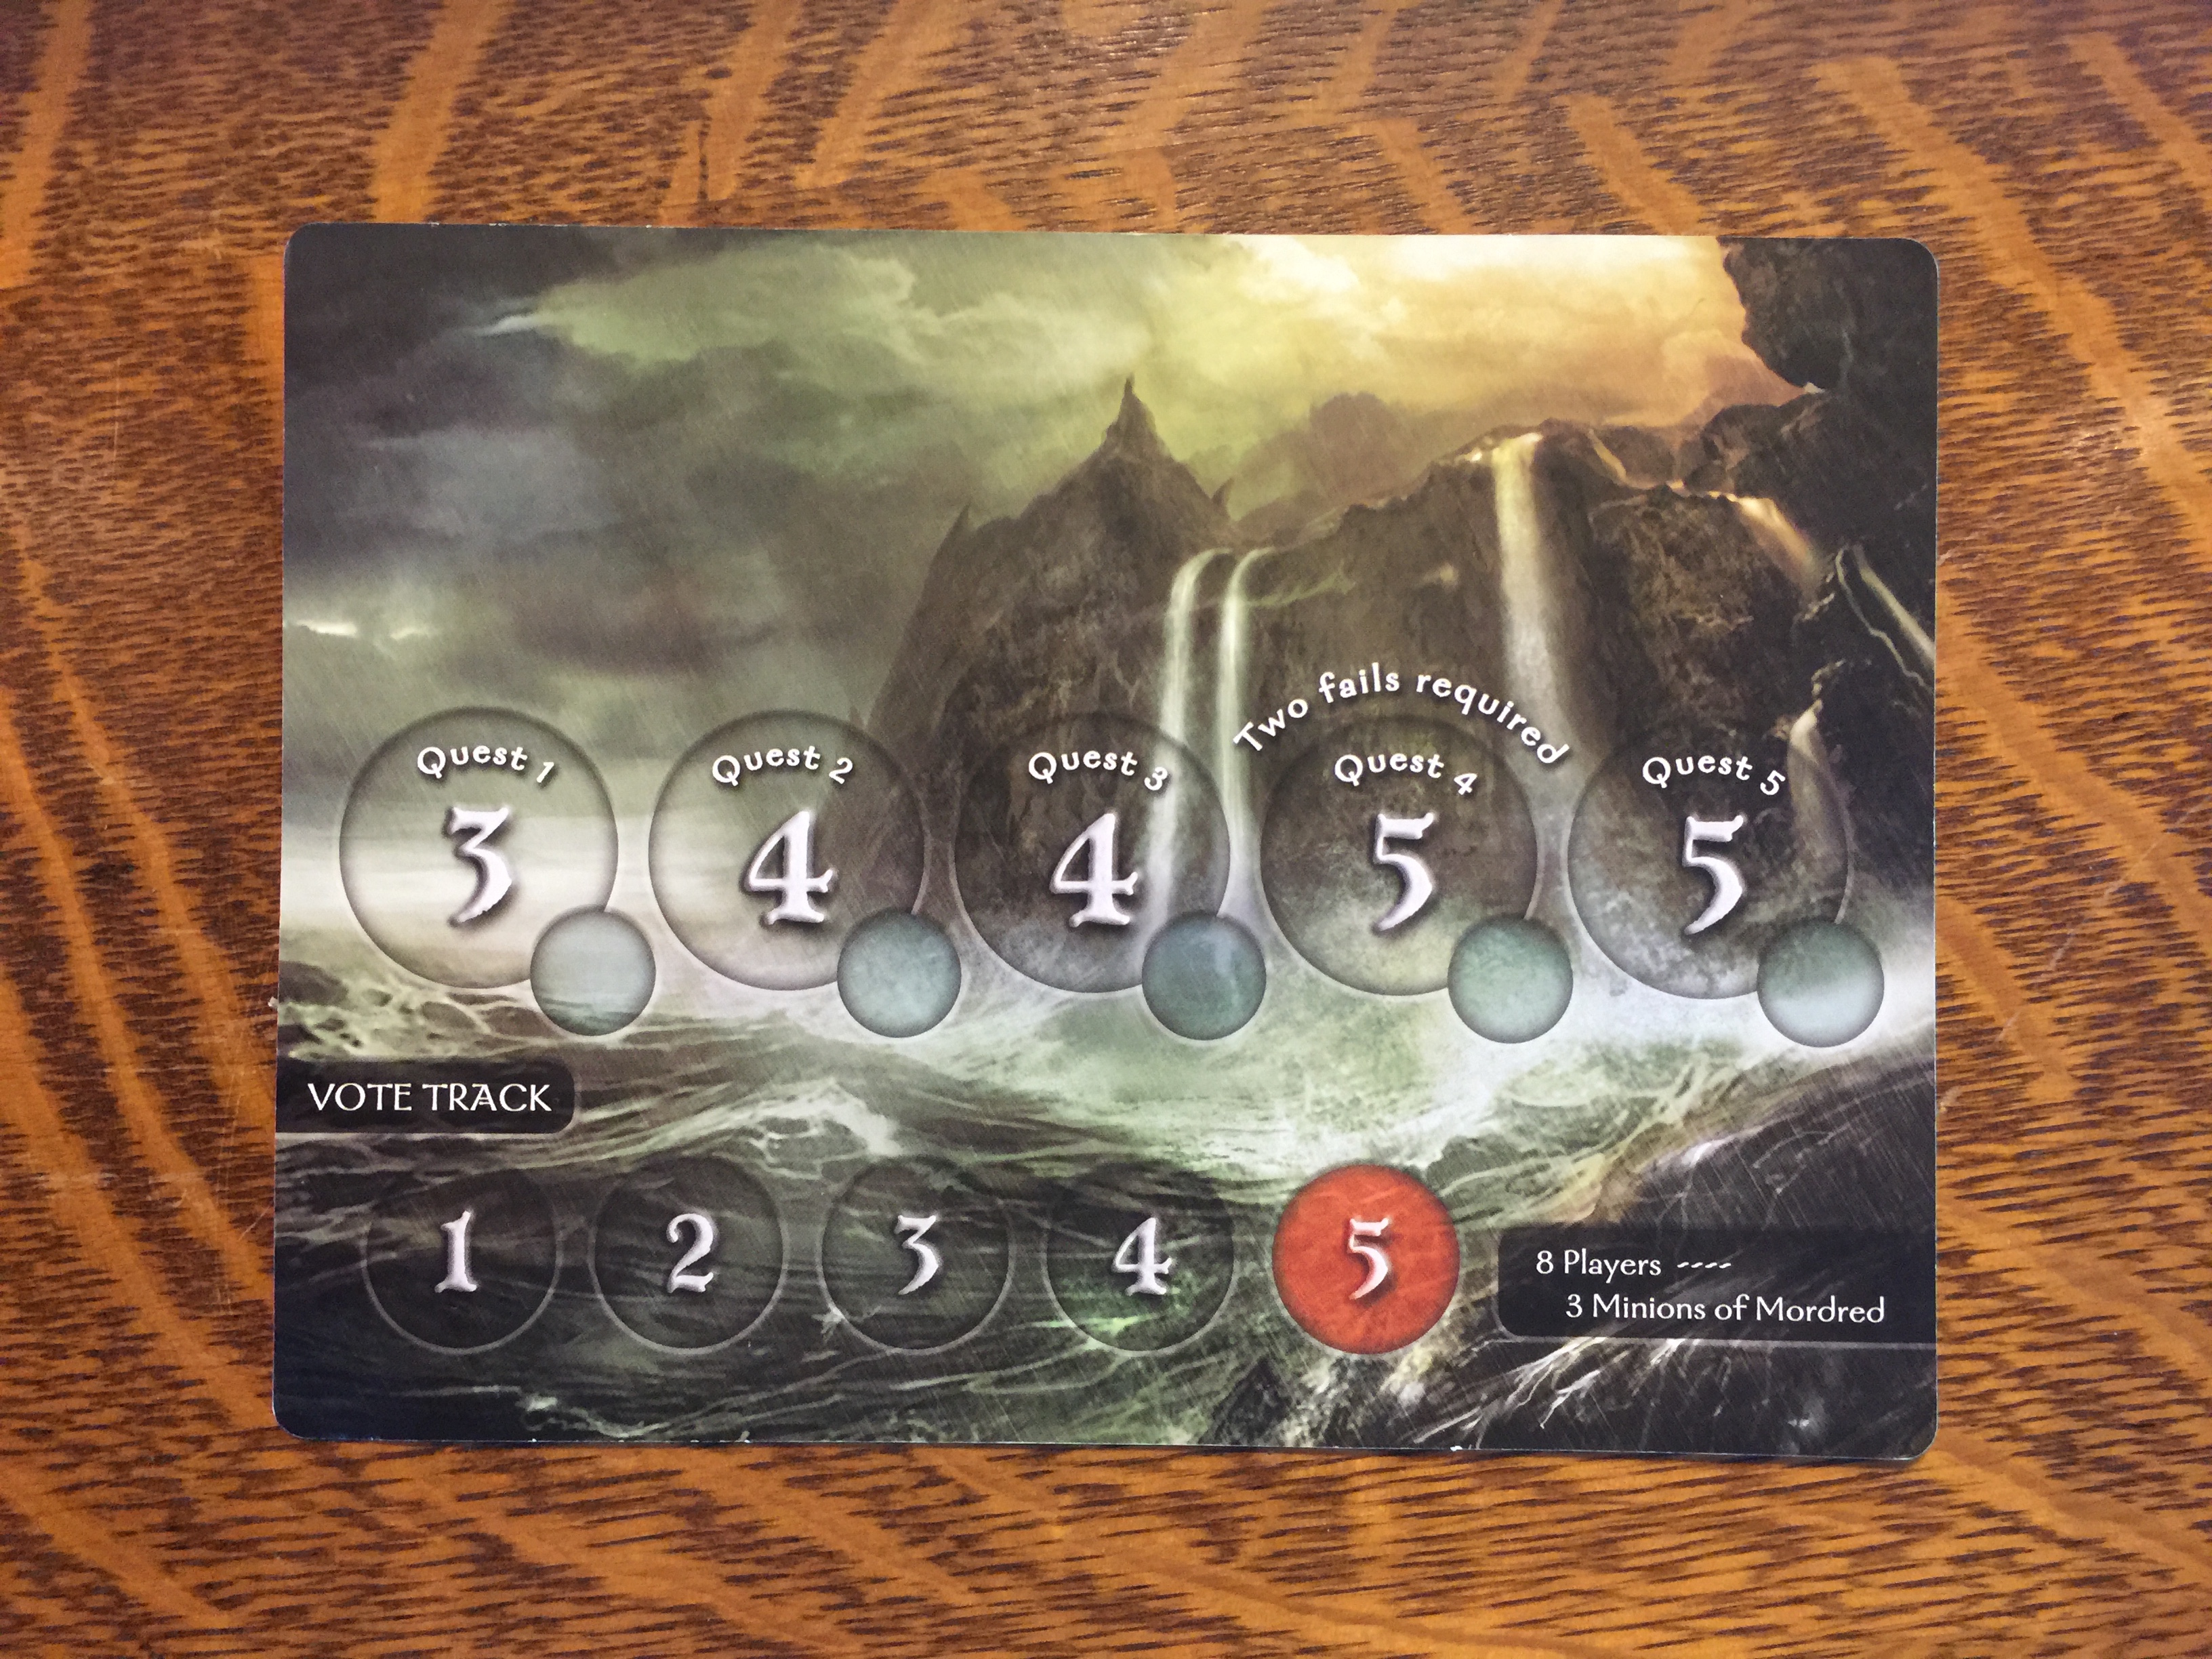 Two fails required
Quest 1 Quest 2 Quest 3 Quest 4 Quest 5
3 4 4 5 5
VOTE TRACK
1 2 3 4 5
8 Players ----
3 Minions of Mordred